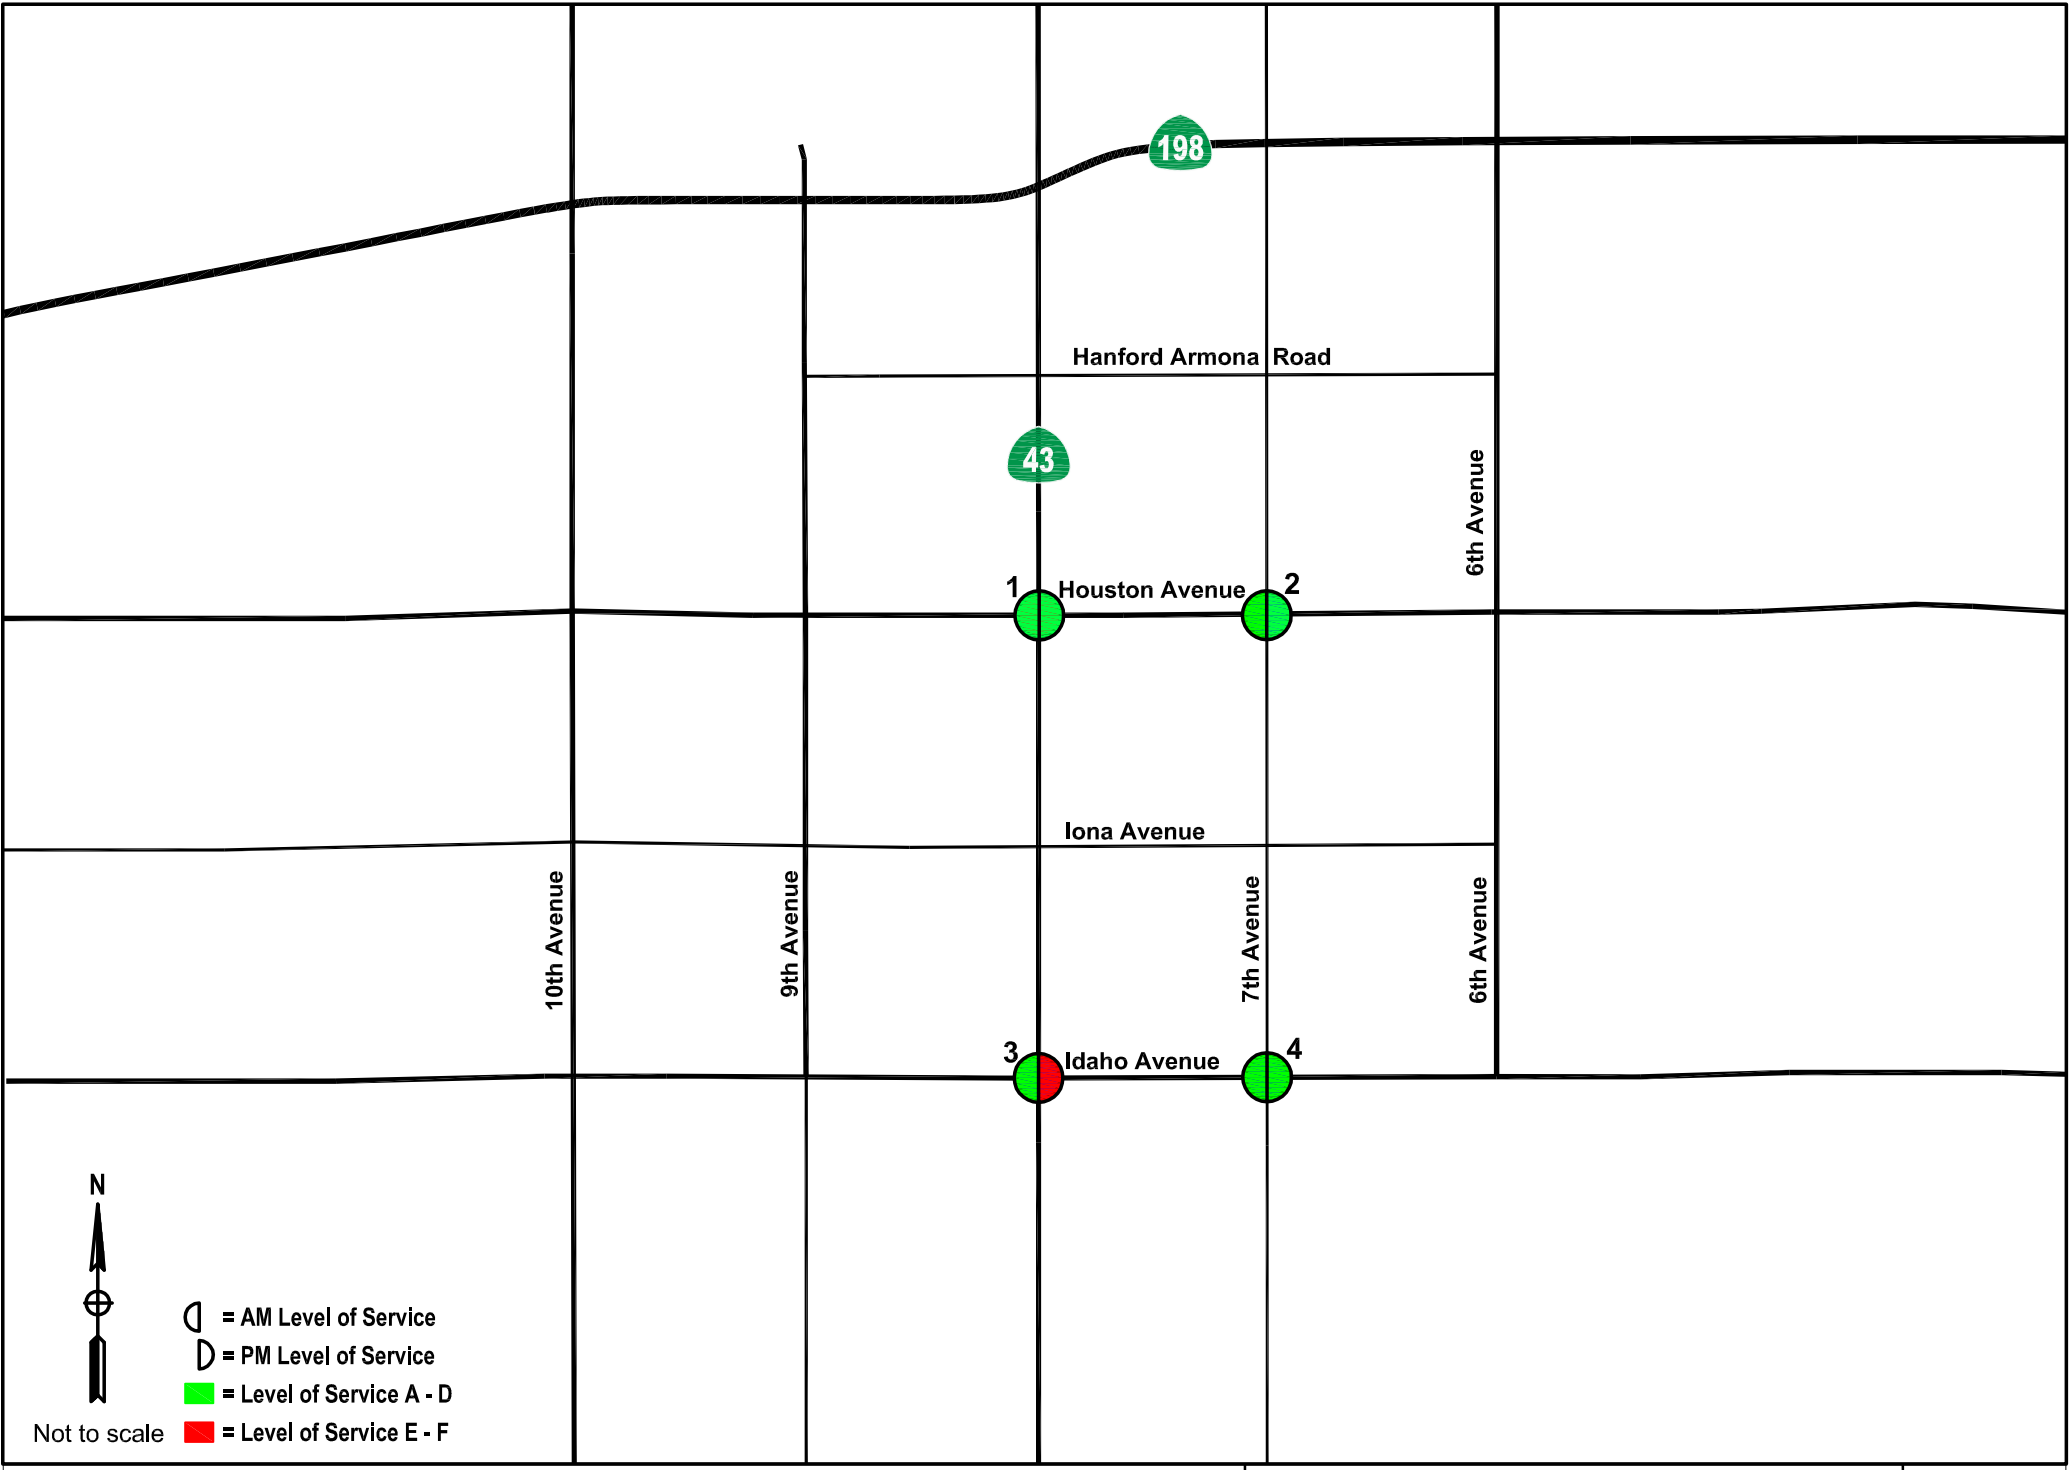 198
Hanford Armona Road
43
6th Avenue
1
Houston Avenue
2
Iona Avenue
10th Avenue
9th Avenue
7th Avenue
6th Avenue
3
Idaho Avenue
4
N
= AM Level of Service
= PM Level of Service
= Level of Service A - D
Not to scale
= Level of Service E - F